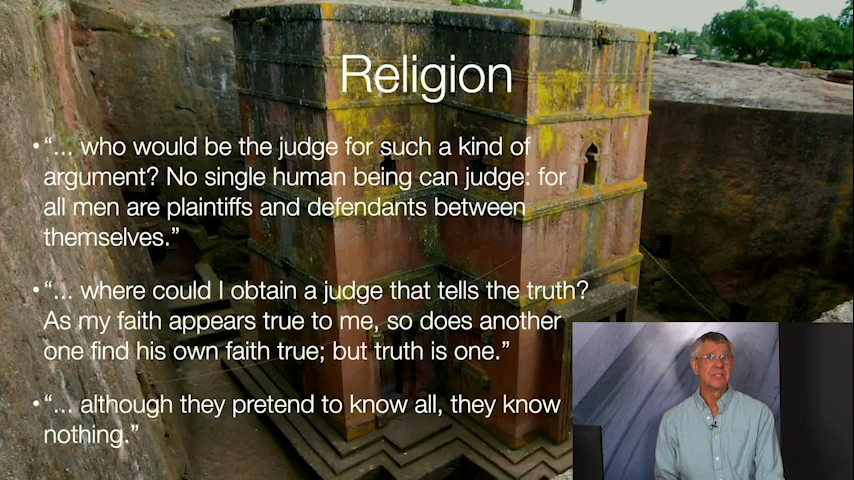 Religion
• “... who would be the judge for such a kind of
argument? No single human being can judge: for
all men are plaintiffs and defendants between
themselves.”
• “... where could I obtain a judge that tells the truth?
As my faith appears true to me, so does another
one find his own faith true; but truth is one.”
• “... although they pretend to know all, they know
nothing.”